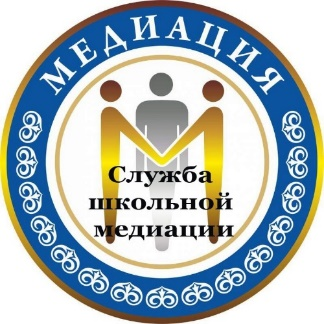 МЕДИАЦИЯ
Служба
школьной
медиации